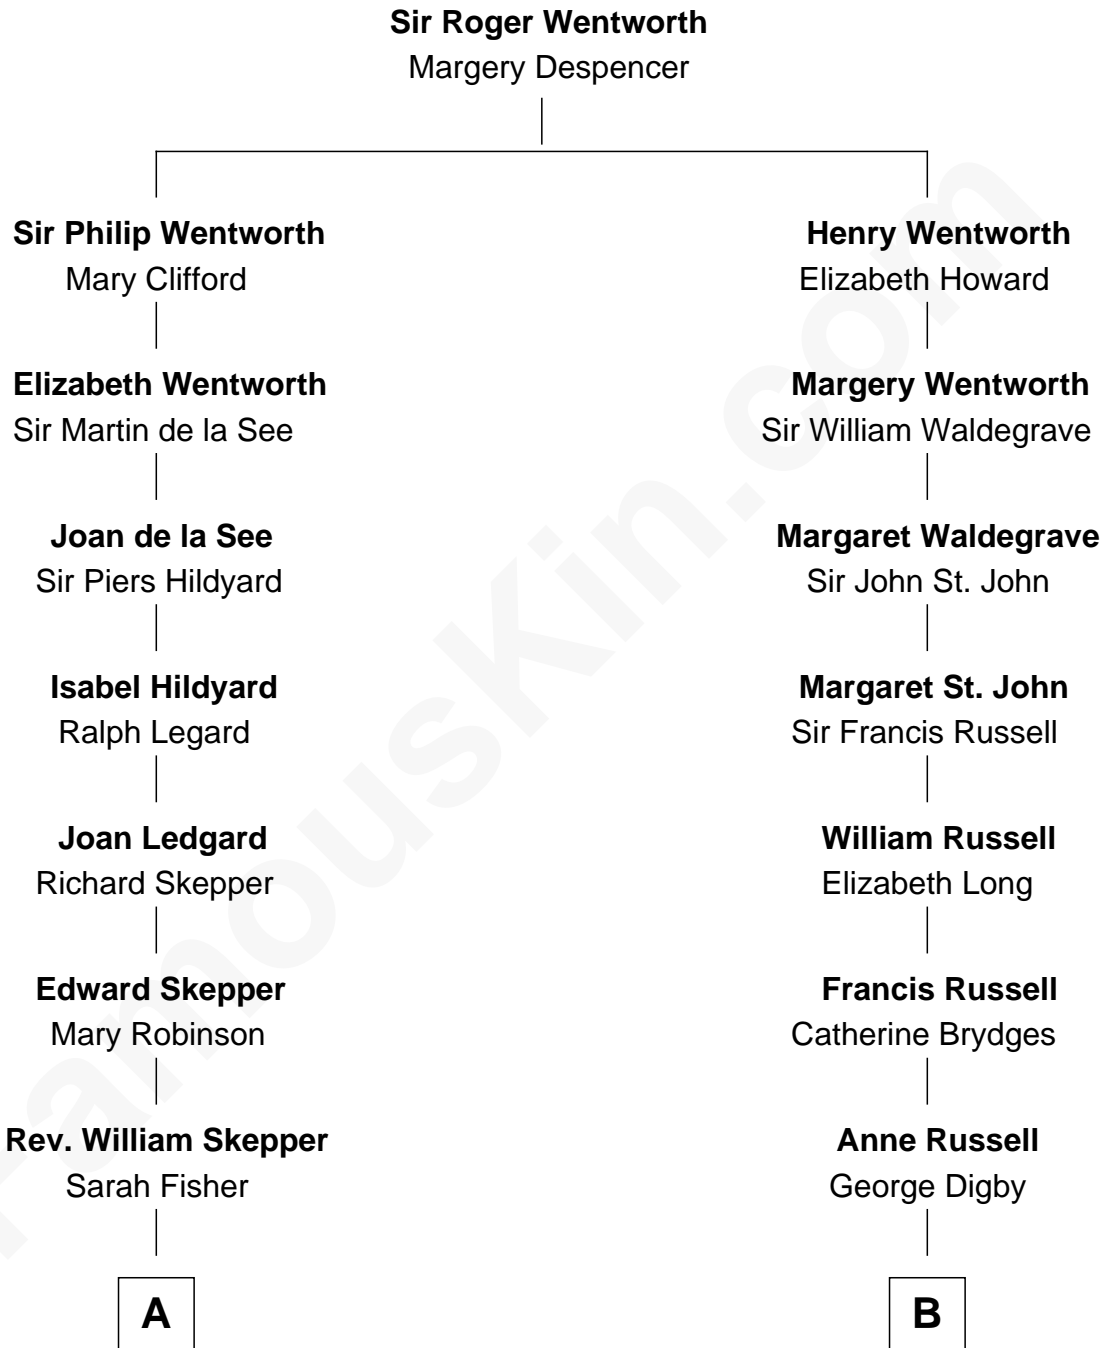 Sir Roger Wentworth
Margery Despencer
Sir Philip Wentworth
Mary Clifford
Henry Wentworth
Elizabeth Howard
Elizabeth Wentworth
Sir Martin de la See
Margery Wentworth
Sir William Waldegrave
Joan de la See
Sir Piers Hildyard
Margaret Waldegrave
Sir John St. John
Isabel Hildyard
Ralph Legard
Margaret St. John
Sir Francis Russell
Joan Ledgard
Richard Skepper
William Russell
Elizabeth Long
Edward Skepper
Mary Robinson
Francis Russell
Catherine Brydges
Rev. William Skepper
Sarah Fisher
Anne Russell
George Digby
A
B
FamousKin.com